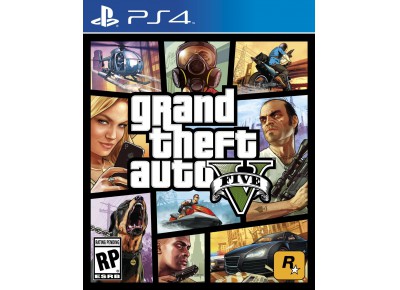 PS4
grand
theft
auto
V
FIVE
RATING PENDING
RP
ESRB
R